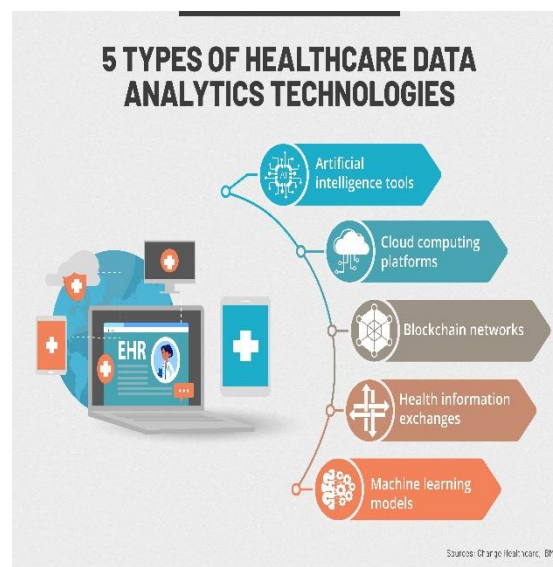 5 TYPES OF HEALTHCARE DATA
ANALYTICS TECHNOLOGIES
AI
Artificial
intelligence tools
Cloud computing
platforms
Blockchain networks
EHR
Health information
exchanges
Machine learning
models
Sources: Change Healthcare,